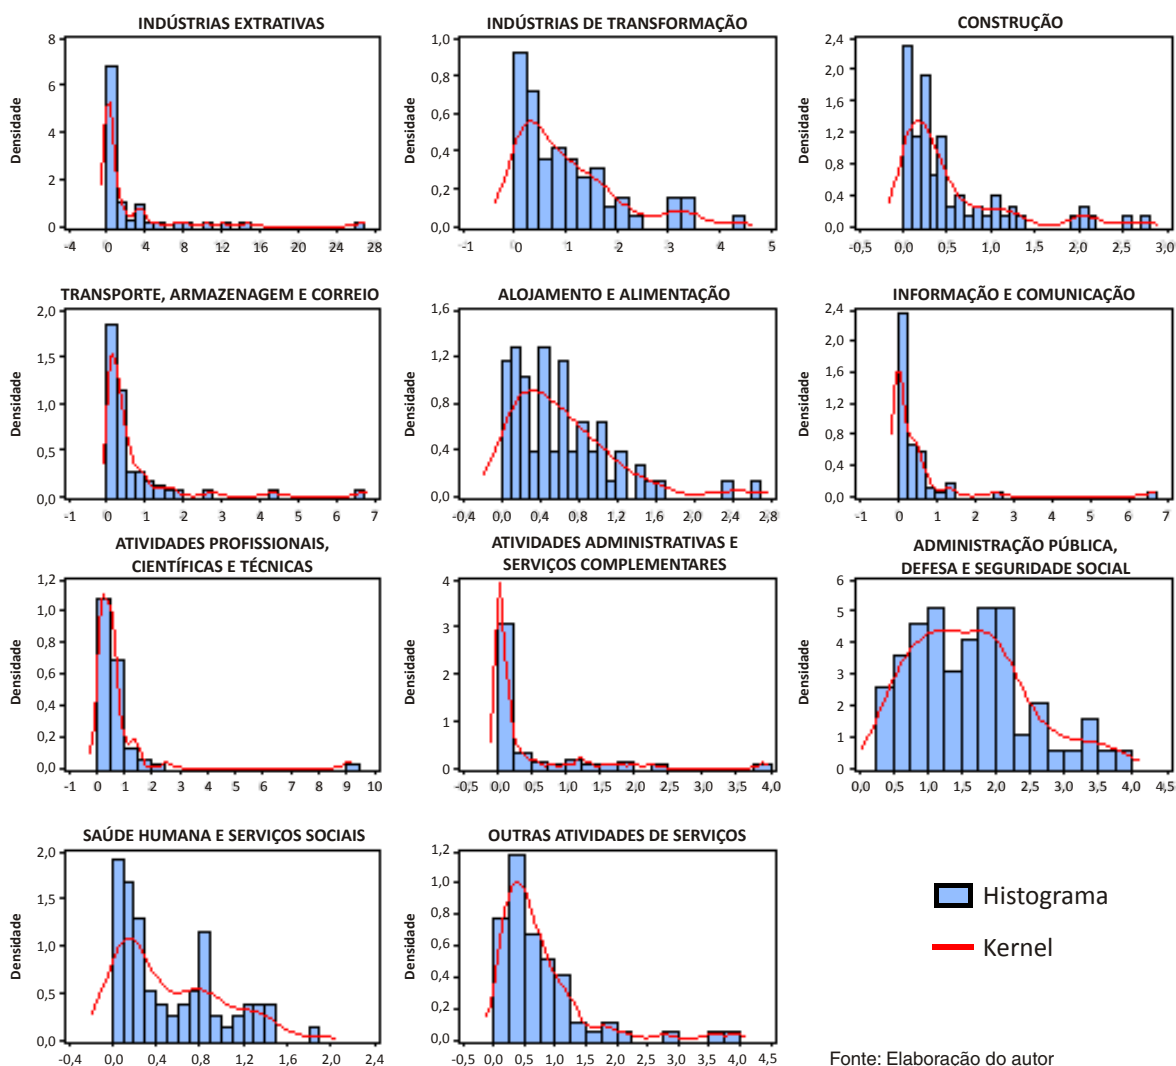 INDÚSTRIAS EXTRATIVAS
Densidade
8
6
4
2
0
-4 0 4 8 12 16 20 24 28
INDÚSTRIAS DE TRANSFORMAÇÃO
Densidade
1,0
0,8
0,6
0,4
0,2
0,0
-1 0 1 2 3 4 5
CONSTRUÇÃO
Densidade
2,4
2,0
1,6
1,2
0,8
0,4
0,0
-0,5 0,0 0,5 1,0 1,5 2,0 2,5 3,0
TRANSPORTE, ARMAZENAGEM E CORREIO
Densidade
2,0
1,5
1,0
0,5
0,0
-1 0 1 2 3 4 5 6 7
ALOJAMENTO E ALIMENTAÇÃO
Densidade
1,6
1,2
0,8
0,4
0,0
-0,4 0,0 0,4 0,8 1,2 1,6 2,0 2,4 2,8
INFORMAÇÃO E COMUNICAÇÃO
Densidade
2,4
2,0
1,6
1,2
0,8
0,4
0,0
-1 0 1 2 3 4 5 6 7
ATIVIDADES PROFISSIONAIS,
CIENTÍFICAS E TÉCNICAS
Densidade
1,2
1,0
0,8
0,6
0,4
0,2
0,0
-1 0 1 2 3 4 5 6 7 8 9 10
ATIVIDADES ADMINISTRATIVAS E
SERVIÇOS COMPLEMENTARES
Densidade
4
3
2
1
0
-0,5 0,0 0,5 1,0 1,5 2,0 2,5 3,0 3,5 4,0
ADMINISTRAÇÃO PÚBLICA,
DEFESA E SEGURIDADE SOCIAL
Densidade
6
5
4
3
2
1
0
0,0 0,5 1,0 1,5 2,0 2,5 3,0 3,5 4,0 4,5
SAÚDE HUMANA E SERVIÇOS SOCIAIS
Densidade
2,0
1,5
1,0
0,5
0,0
-0,4 0,0 0,4 0,8 1,2 1,6 2,0 2,4
OUTRAS ATIVIDADES DE SERVIÇOS
Densidade
1,2
1,0
0,8
0,6
0,4
0,2
0,0
-0,5 0,0 0,5 1,0 1,5 2,0 2,5 3,0 3,5 4,0 4,5
Histograma
Kernel
Fonte: Elaboração do autor